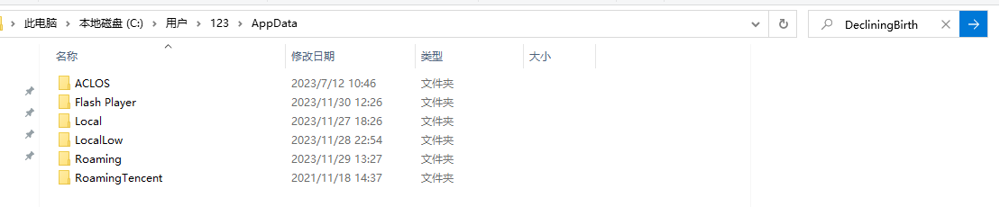 此电脑 > 本地磁盘 (C:) > 用户 > 123 > AppData
DecliningBirth
名称 修改日期 类型 大小
ACLOS 2023/7/12 10:46 文件夹
Flash Player 2023/11/30 12:26 文件夹
Local 2023/11/27 18:26 文件夹
LocalLow 2023/11/28 22:54 文件夹
Roaming 2023/11/29 13:27 文件夹
RoamingTencent 2021/11/18 14:37 文件夹